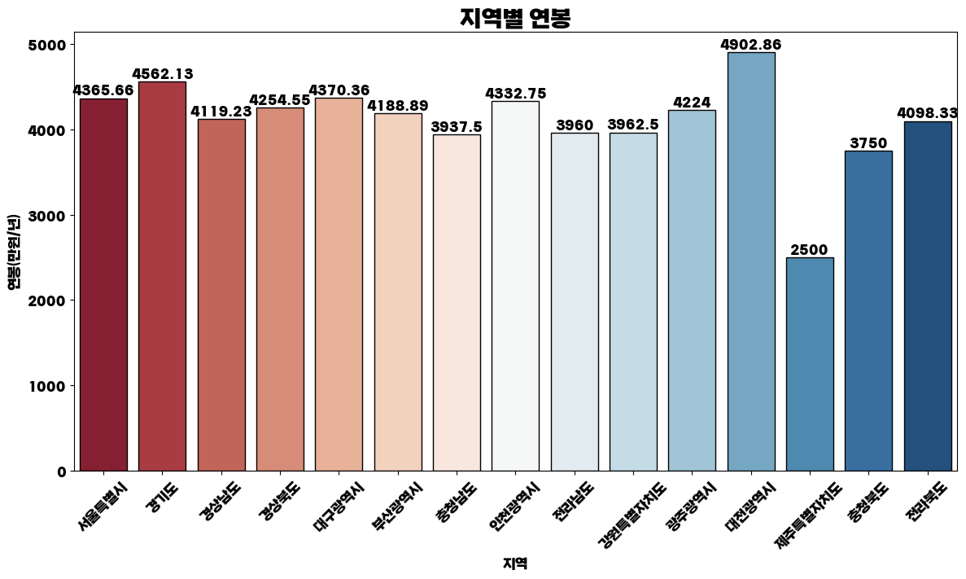 지역별 연봉
연봉(만원/년)
5000
4000
3000
2000
1000
0
4365.66
4562.13
4119.23
4254.55
4370.36
4188.89
3937.5
4332.75
3960
3962.5
4224
4902.86
2500
3750
4098.33
서울특별시
경기도
경상남도
경상북도
대구광역시
부산광역시
충청남도
인천광역시
전라남도
강원특별자치도
광주광역시
대전광역시
제주특별자치도
충청북도
전라북도
지역